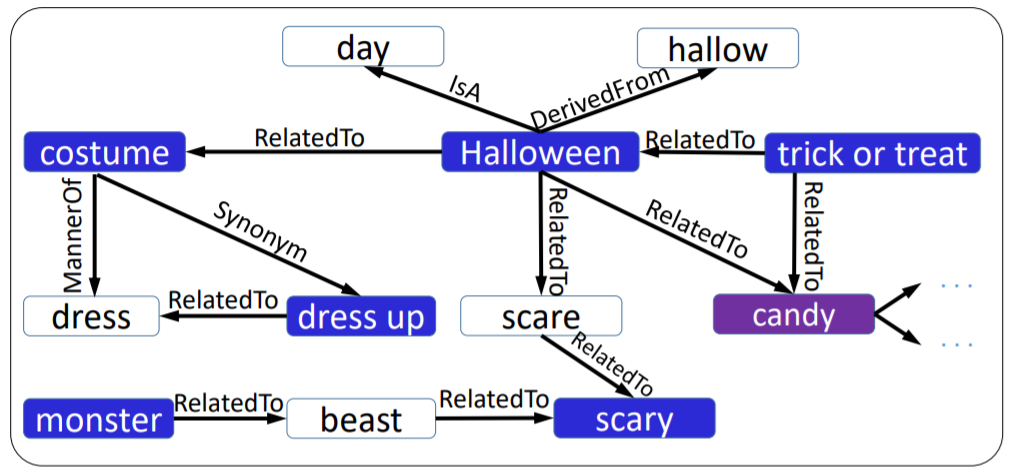 day
hallow
IsA
DerivedFrom
costume
RelatedTo
Halloween
RelatedTo
trick or treat
MannerOf
Synonym
RelatedTo
RelatedTo
RelatedTo
dress
RelatedTo
dress up
scare
candy
...
...
RelatedTo
monster
RelatedTo
beast
RelatedTo
scary